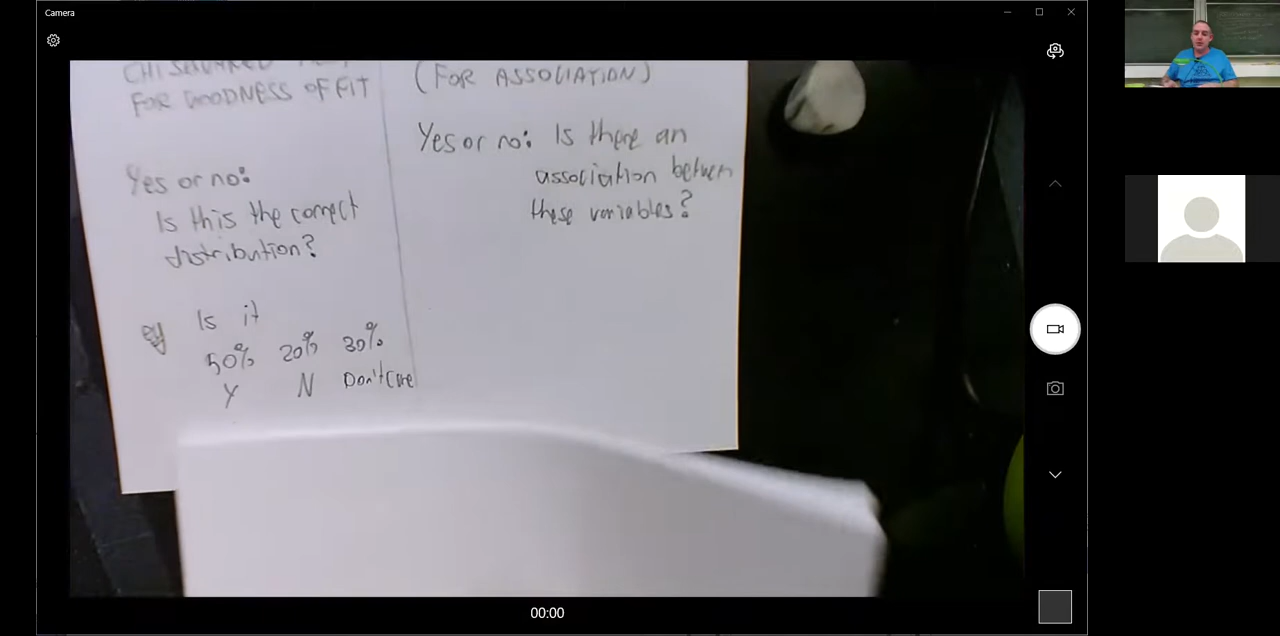 Camera
FOR GOODNESS OF FIT
Yes or no:
Is this the correct
distribution?
eg Is it
50% 20% 30%
Y N Don't Care
(FOR ASSOCIATION)
Yes or no: Is there an
association between
these variables?
00:00